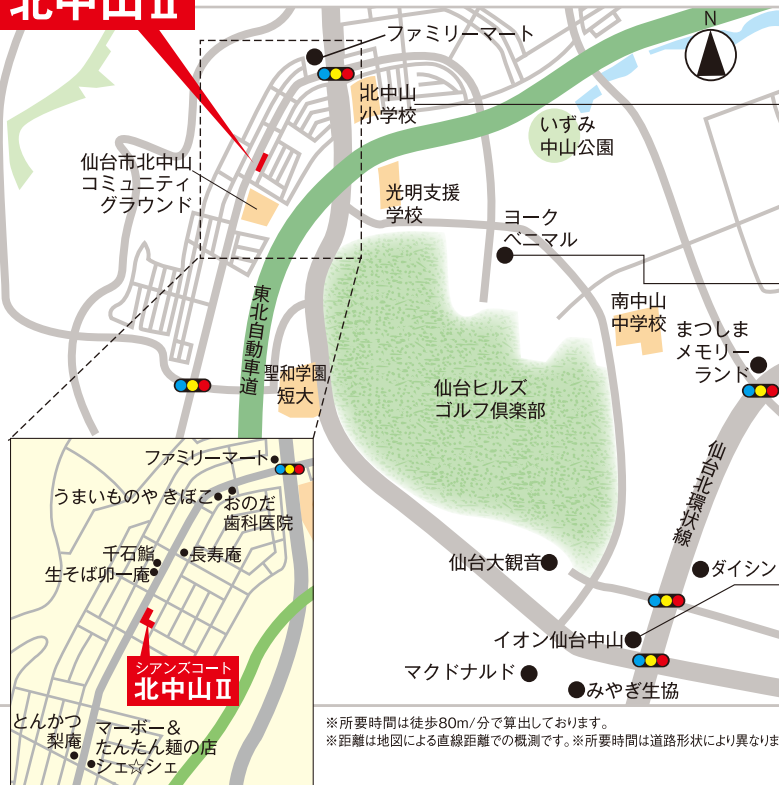 北中山Ⅱ
ファミリーマート
N
北中山
小学校
いずみ
中山公園
仙台市北中山
コミュニティ
グラウンド
光明支援
学校
ヨーク
ベニマル
東北自動車道
南中山
中学校
まつしま
メモリー
ランド
聖和学園
短大
仙台ヒルズ
ゴルフ倶楽部
仙台北環状線
ファミリーマート
うまいものや きぼこ
おのだ
歯科医院
千石鮨
長寿庵
生そば卯一庵
仙台大観音
ダイシン
イオン仙台中山
シアンズコート
北中山Ⅱ
マクドナルド
みやぎ生協
とんかつ
梨庵
マーボー＆
たんたん麺の店
シェ☆シェ
※所要時間は徒歩80m/分で算出しております。
※距離は地図による直線距離での概測です。※所要時間は道路形状により異なりま